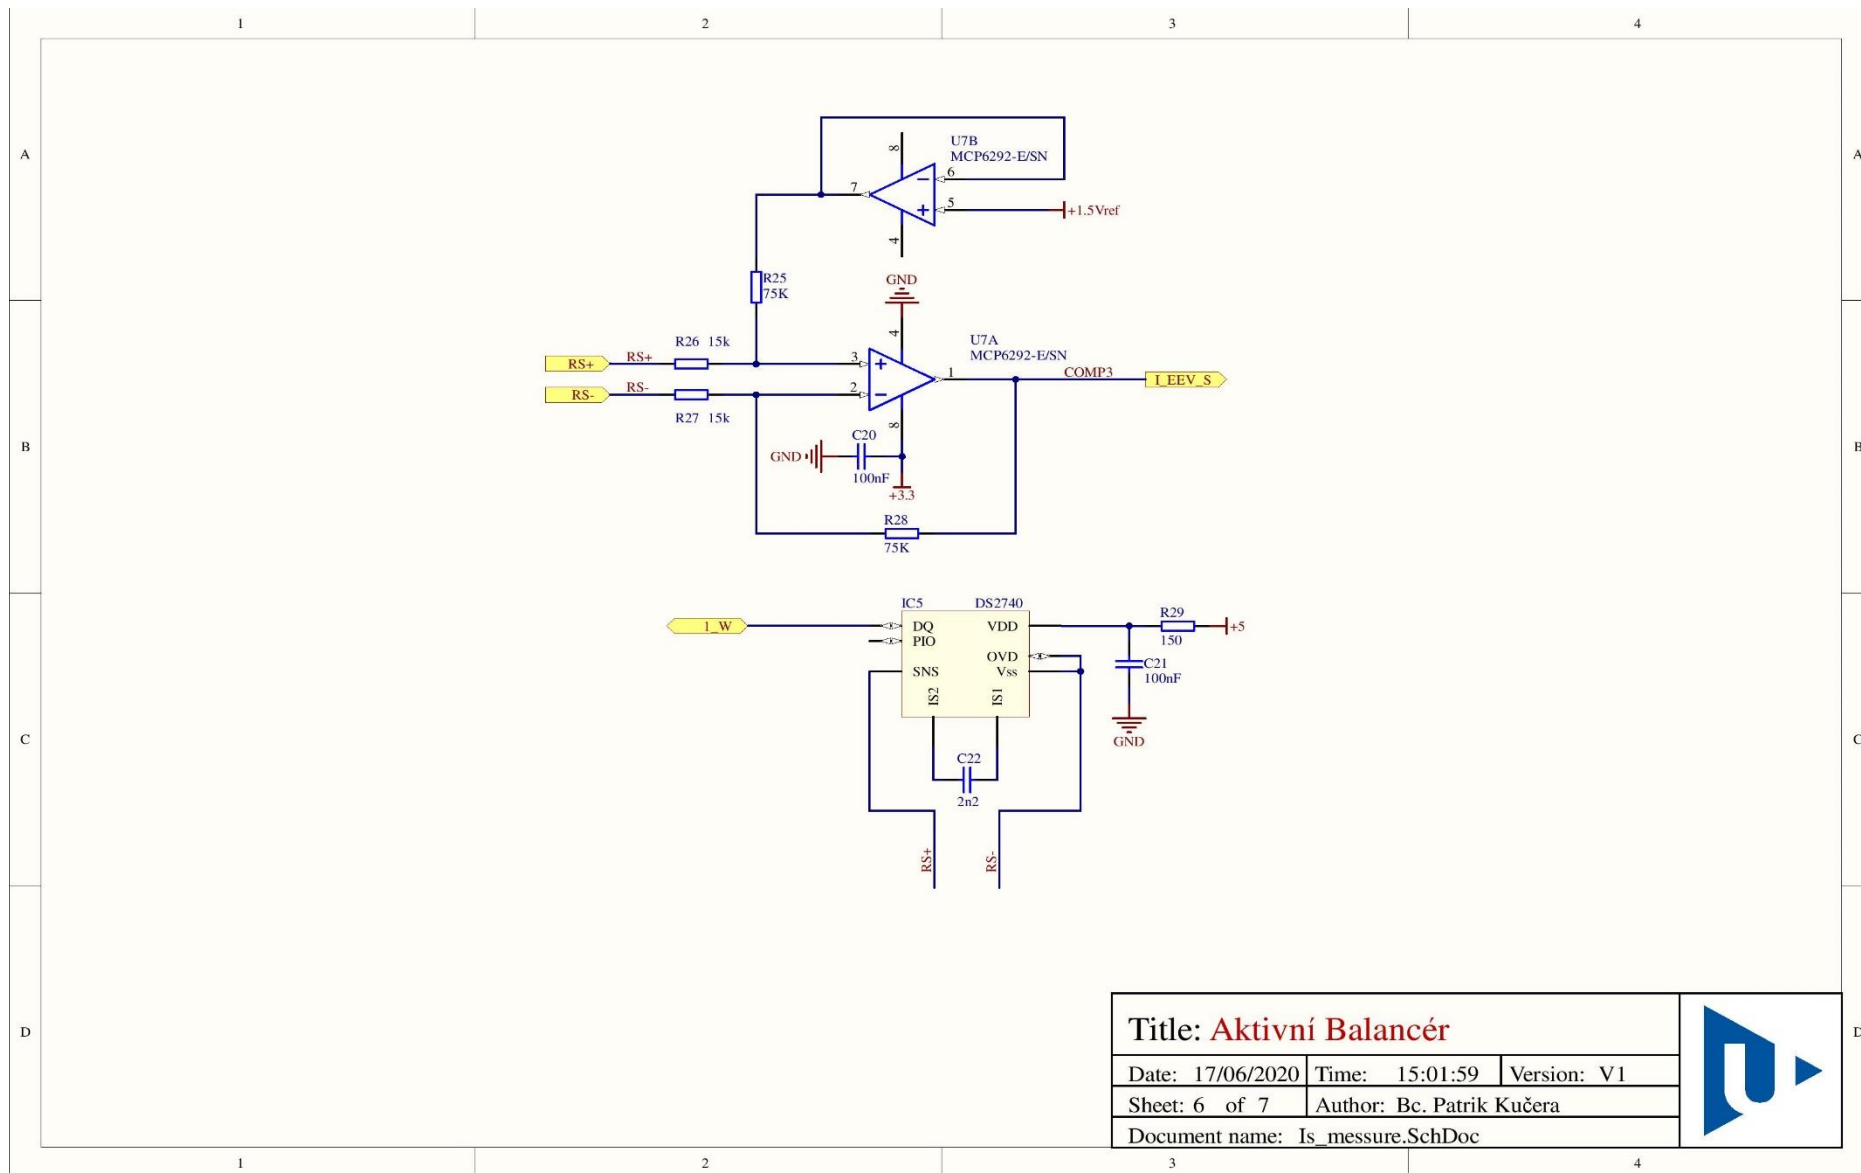 1 2 3 4
A A
8
U7B
MCP6292-E/SN
6
7
5
+1.5Vref
4
R25
75K
GND
4
R26 15k
U7A
MCP6292-E/SN
RS+ RS+ 3
1 COMP3 I_EEV_S
RS- RS- 2
R27 15k
8
B B
C20
GND
100nF
+3.3
R28
75K
IC5 DS2740
1_W DQ VDD
R29
150
+5
PIO
OVD
SNS Vss
C21
100nF
IS2 IS1
GND
C C
C22
2n2
RS+ RS-
D D
Title: Aktivní Balancér
Date: 17/06/2020 Time: 15:01:59 Version: V1
Sheet: 6 of 7 Author: Bc. Patrik Kučera
Document name: Is_messure.SchDoc
U
1 2 3 4